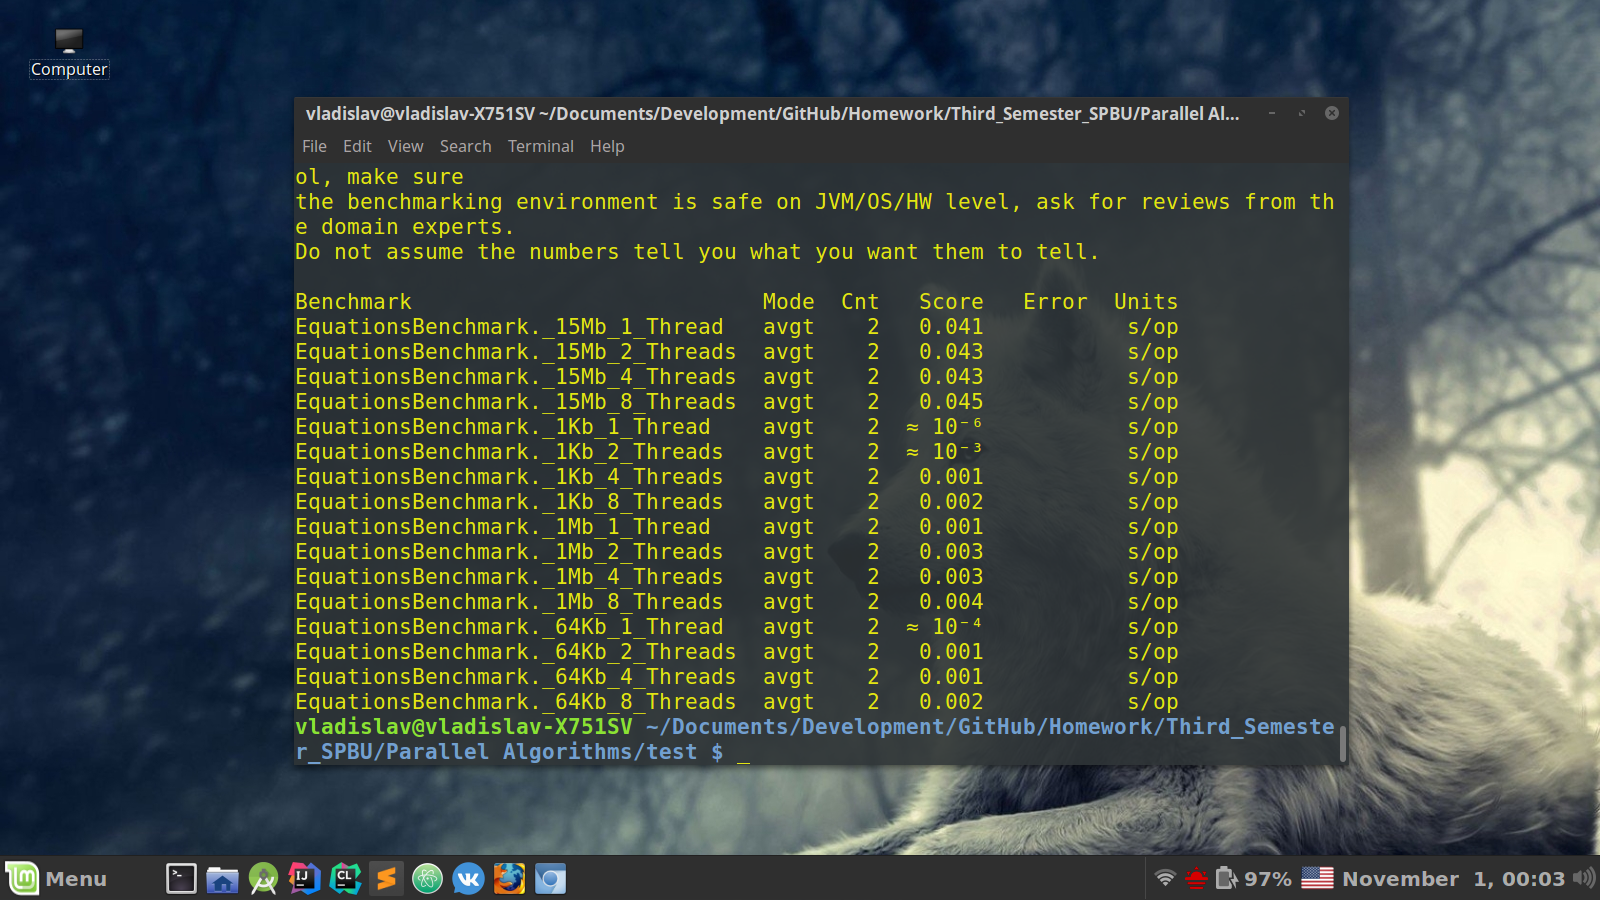 Computer
vladislav@vladislav-X751SV ~/Documents/Development/GitHub/Homework/Third_Semester_SPBU/Parallel Al...
File Edit View Search Terminal Help
ol, make sure
the benchmarking environment is safe on JVM/OS/HW level, ask for reviews from th
e domain experts.
Do not assume the numbers tell you what you want them to tell.
Benchmark Mode Cnt Score Error Units
EquationsBenchmark._15Mb_1_Thread avgt 2 0.041 s/op
EquationsBenchmark._15Mb_2_Threads avgt 2 0.043 s/op
EquationsBenchmark._15Mb_4_Threads avgt 2 0.043 s/op
EquationsBenchmark._15Mb_8_Threads avgt 2 0.045 s/op
EquationsBenchmark._1Kb_1_Thread avgt 2 ≈ 10⁻⁶ s/op
EquationsBenchmark._1Kb_2_Threads avgt 2 ≈ 10⁻³ s/op
EquationsBenchmark._1Kb_4_Threads avgt 2 0.001 s/op
EquationsBenchmark._1Kb_8_Threads avgt 2 0.002 s/op
EquationsBenchmark._1Mb_1_Thread avgt 2 0.001 s/op
EquationsBenchmark._1Mb_2_Threads avgt 2 0.003 s/op
EquationsBenchmark._1Mb_4_Threads avgt 2 0.003 s/op
EquationsBenchmark._1Mb_8_Threads avgt 2 0.004 s/op
EquationsBenchmark._64Kb_1_Thread avgt 2 ≈ 10⁻⁴ s/op
EquationsBenchmark._64Kb_2_Threads avgt 2 0.001 s/op
EquationsBenchmark._64Kb_4_Threads avgt 2 0.001 s/op
EquationsBenchmark._64Kb_8_Threads avgt 2 0.002 s/op
vladislav@vladislav-X751SV ~/Documents/Development/GitHub/Homework/Third_Semeste
r_SPBU/Parallel Algorithms/test $ _
Menu IJ CL 97% November 1, 00:03